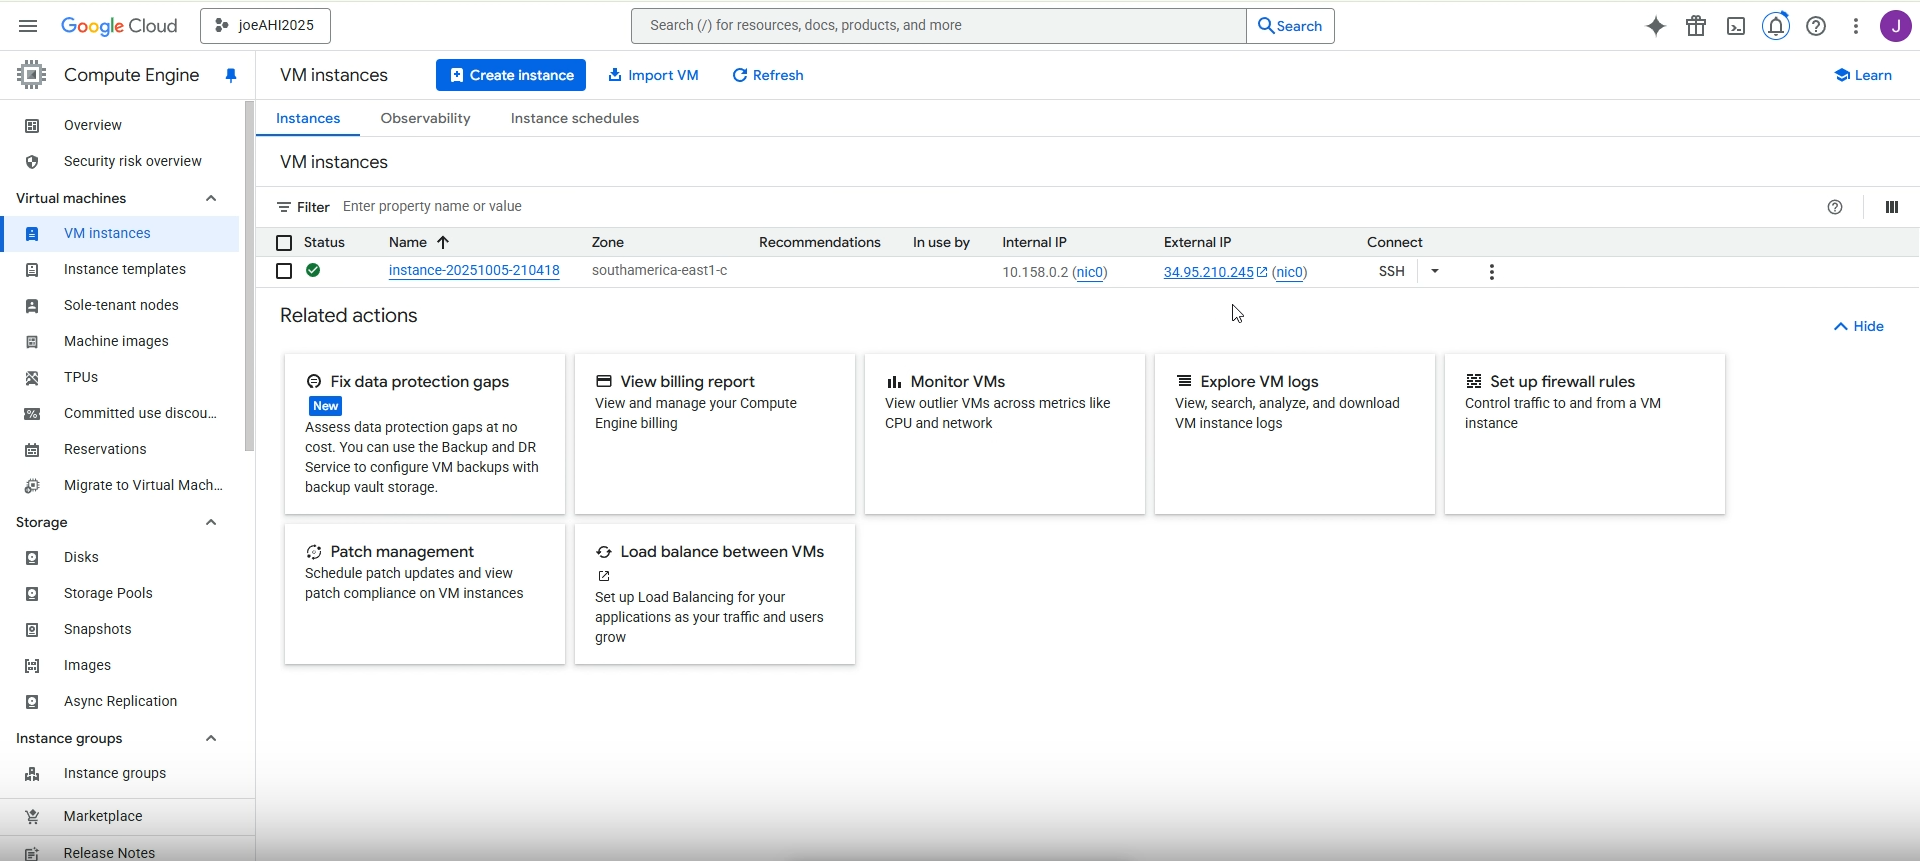 Google Cloud
joeAHI2025
Search (/) for resources, docs, products, and more
Search
J
Compute Engine
VM instances
Create instance
Import VM
Refresh
Learn
Overview
Security risk overview
Virtual machines
VM instances
Instance templates
Sole-tenant nodes
Machine images
TPUs
Committed use discou...
Reservations
Migrate to Virtual Mach...
Storage
Disks
Storage Pools
Snapshots
Images
Async Replication
Instance groups
Instance groups
Marketplace
Release Notes
Instances Observability Instance schedules
VM instances
Filter Enter property name or value
Status Name Zone Recommendations In use by Internal IP External IP Connect
instance-20251005-210418 southamerica-east1-c 10.158.0.2 (nic0) 34.95.210.245 (nic0) SSH
Related actions
Hide
Fix data protection gaps
New
Assess data protection gaps at no
cost. You can use the Backup and DR
Service to configure VM backups with
backup vault storage.
View billing report
View and manage your Compute
Engine billing
Monitor VMs
View outlier VMs across metrics like
CPU and network
Explore VM logs
View, search, analyze, and download
VM instance logs
Set up firewall rules
Control traffic to and from a VM
instance
Patch management
Schedule patch updates and view
patch compliance on VM instances
Load balance between VMs
Set up Load Balancing for your
applications as your traffic and users
grow